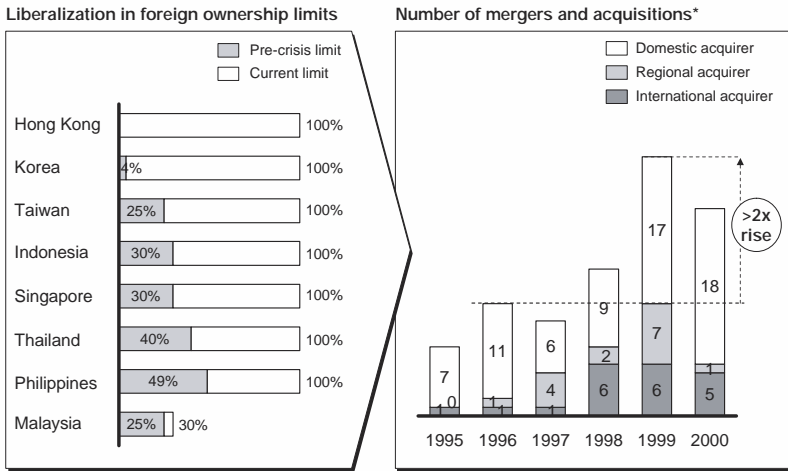 Liberalization in foreign ownership limits
Pre-crisis limit
Current limit
Hong Kong 100%
Korea 4% 100%
Taiwan 25% 100%
Indonesia 30% 100%
Singapore 30% 100%
Thailand 40% 100%
Philippines 49% 100%
Malaysia 25% 30%
Number of mergers and acquisitions*
Domestic acquirer
Regional acquirer
International acquirer
>2x
rise
7 11 6 9 17 18
0 1 4 2 7 1
1 1 1 6 6 5
1995 1996 1997 1998 1999 2000